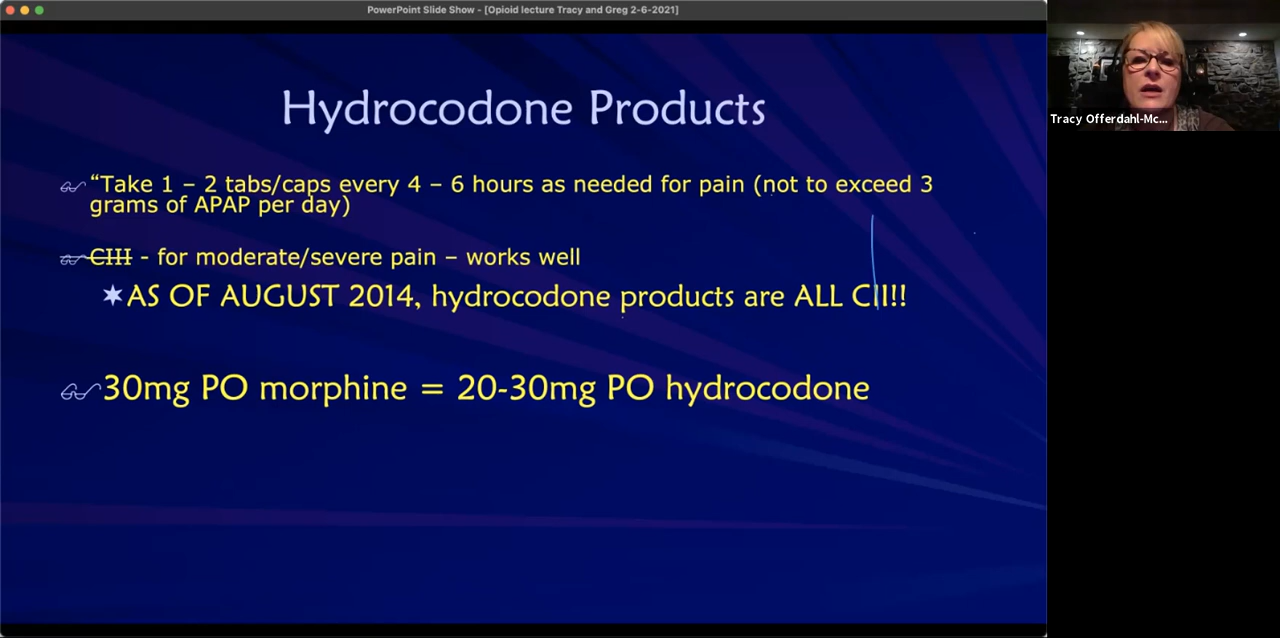 PowerPoint Slide Show - [Opioid lecture Tracy and Greg 2-6-2021]
Hydrocodone Products
“Take 1 – 2 tabs/caps every 4 – 6 hours as needed for pain (not to exceed 3
grams of APAP per day)
CIII - for moderate/severe pain – works well
AS OF AUGUST 2014, hydrocodone products are ALL CII!!
30mg PO morphine = 20-30mg PO hydrocodone
Tracy Offerdahl-Mc...